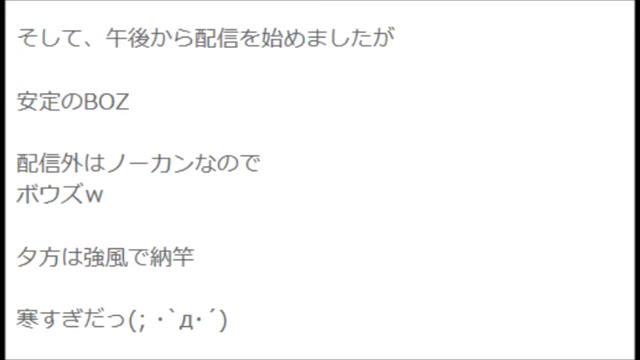 そして、午後から配信を始めましたが
安定のBOZ
配信外はノーカンなので
ボウズｗ
夕方は強風で納竿
寒すぎだっ(; ･`д･´)